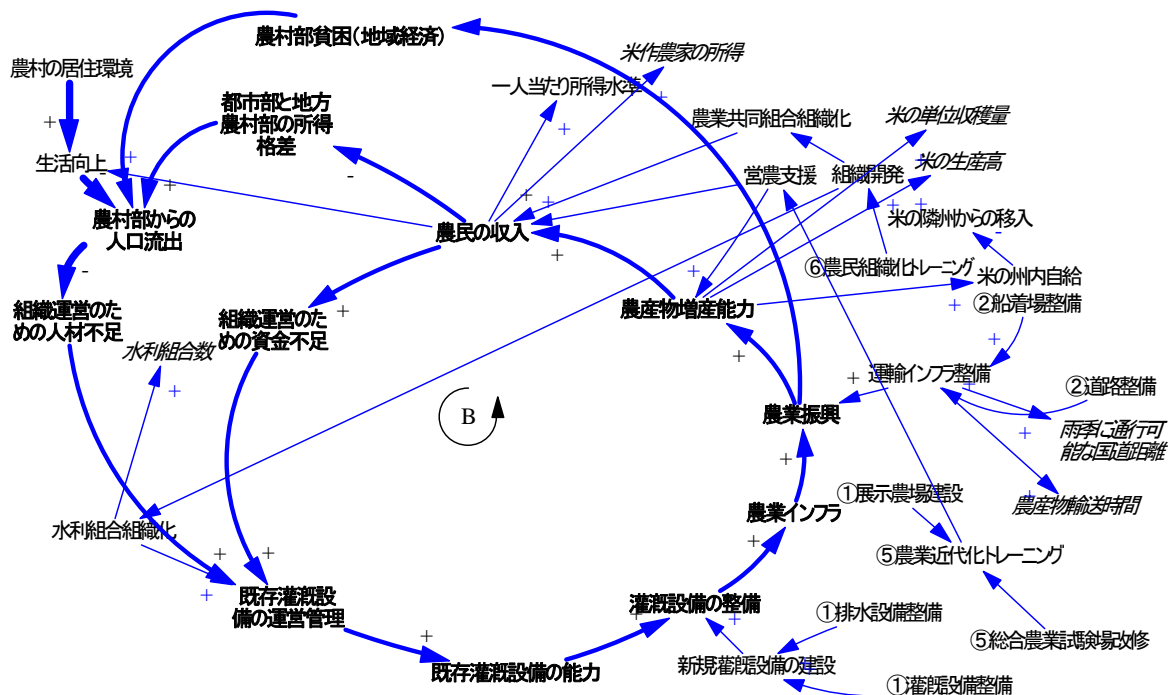 農村部貧困（地域経済）
米作農家の所得
農村の居住環境
一人当たり所得水準
+
都市部と地方
農村部の所得
格差
農業共同組合組織化
米の単位収穫量
+
+
生活向上
+
-
+
-
営農支援
組織開発
+
米の生産高
農村部からの
人口流出
+
+
+
+
農民の収入
米の隣州からの移入
-
+
-
+
⑥農民組織化トレーニング
米の州内自給
組織運営のた
めの人材不足
組織運営のた
めの資金不足
+
農産物増産能力
+
②船着場整備
水利組合数
+
+
+
+
運輸インフラ整備
②道路整備
B
農業振興
+
雨季に通行可
能な国道距離
+
+
①展示農場建設
農産物輸送時間
水利組合組織化
農業インフラ
+
+
+
⑤農業近代化トレーニング
+
既存灌漑設
備の運営管理
灌漑設備の整備
+
+
+
①排水設備整備
⑤総合農業試験場改修
既存灌漑設備の能力
新規灌漑設備の建設
+
①灌漑設備整備